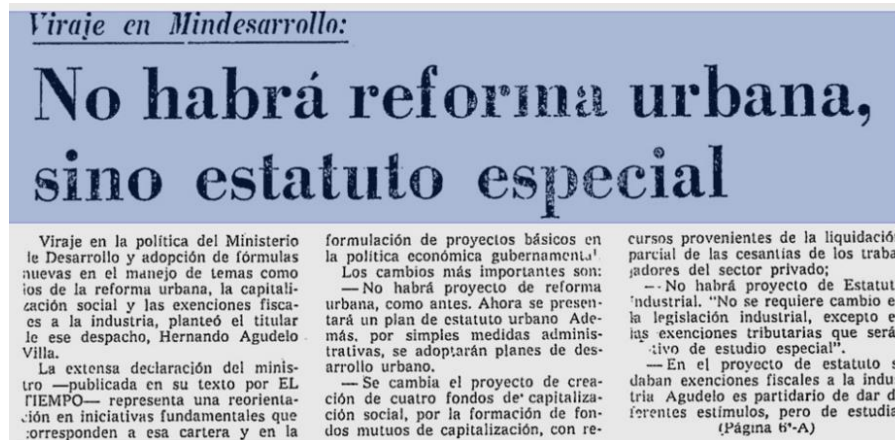 Viraje en Mindesarrollo:
No habrá reforma urbana,
sino estatuto especial
Viraje en la política del Ministerio
le Desarrollo y adopción de fórmulas
nuevas en el manejo de temas como
ios de la reforma urbana, la capitali-
zación social y las exenciones fisca-
es a la industria, planteó el titular
le ese despacho, Hernando Agudelo
Villa.
La extensa declaración del minis-
tro —publicada en su texto por EL
TIEMPO— representa una reorienta-
ción en iniciativas fundamentales que
corresponden a esa cartera y en la
formulación de proyectos básicos en
la política económica gubernamental
Los cambios más importantes son:
— No habrá proyecto de reforma
urbana, como antes. Ahora se presen-
tará un plan de estatuto urbano Ade-
más, por simples medidas adminis-
trativas, se adoptarán planes de des-
arrollo urbano.
— Se cambia el proyecto de crea-
ción de cuatro fondos de capitaliza-
ción social, por la formación de fon-
dos mutuos de capitalización, con re-
cursos provenientes de la liquidación
parcial de las cesantías de los traba
jadores del sector privado;
— No habrá proyecto de Estatut
industrial. "No se requiere cambio e
la legislación industrial, excepto e
las exenciones tributarias que será
tivo de estudio especial".
— En el proyecto de estatuto s
daban exenciones fiscales a la indu
tria Agudelo es partidario de dar d
ferentes estímulos, pero de estudia
(Página 6ª-A)